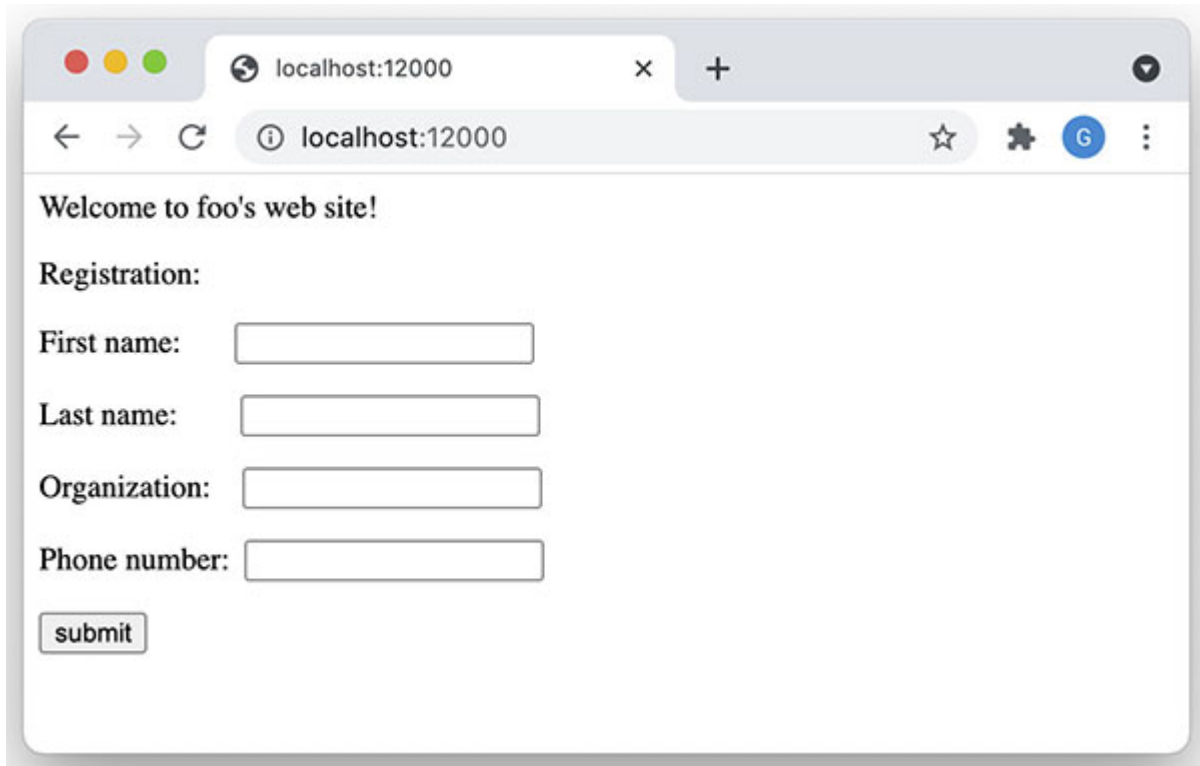 localhost:12000
localhost:12000
G
Welcome to foo's web site!
Registration:
First name:
Last name:
Organization:
Phone number:
submit